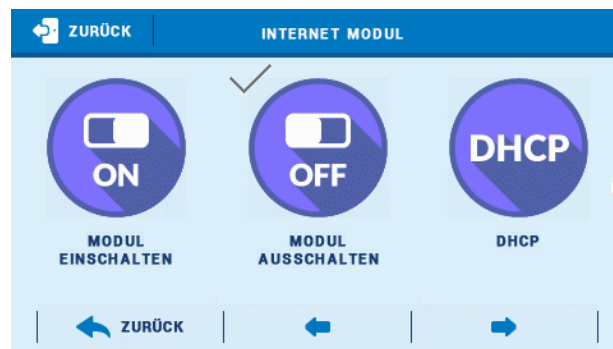 ZURÜCK
INTERNET MODUL
ON
OFF
DHCP
MODUL
EINSCHALTEN
MODUL
AUSSCHALTEN
DHCP
ZURÜCK